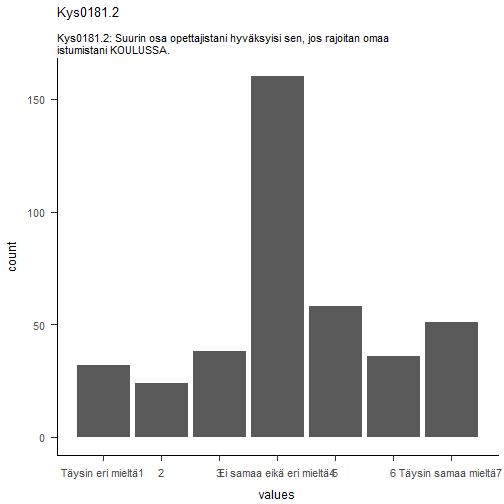 Kys0181.2
Kys0181.2: Suurin osa opettajistani hyväksyisi sen, jos rajoitan omaa
istumistani KOULUSSA.
150
100
50
0
count
Täysin eri mieltä1 2 3 Ei samaa eikä eri mieltä4 5 6 Täysin samaa mieltä7
values